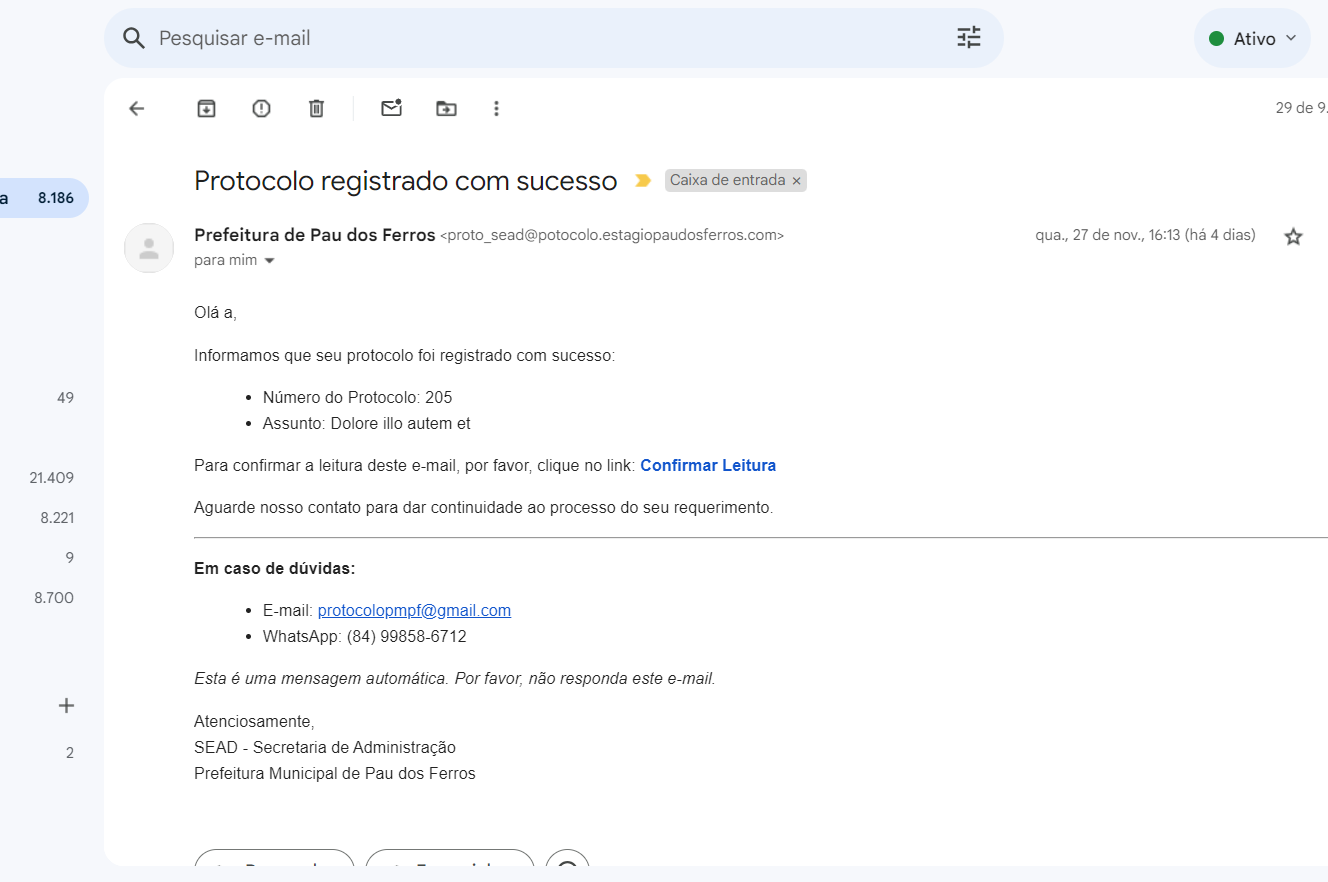 Pesquisar e-mail
Ativo
29 de 9.
Protocolo registrado com sucesso Caixa de entrada ×
a 8.186
Prefeitura de Pau dos Ferros <proto_sead@potocolo.estagiopaudosferros.com> qua., 27 de nov., 16:13 (há 4 dias)
para mim
Olá a,
Informamos que seu protocolo foi registrado com sucesso:
• Número do Protocolo: 205
• Assunto: Dolore illo autem et
49
Para confirmar a leitura deste e-mail, por favor, clique no link: Confirmar Leitura
21.409
Aguarde nosso contato para dar continuidade ao processo do seu requerimento.
8.221
9
Em caso de dúvidas:
8.700
• E-mail: protocolopmpf@gmail.com
• WhatsApp: (84) 99858-6712
Esta é uma mensagem automática. Por favor, não responda este e-mail.
+
Atenciosamente,
SEAD - Secretaria de Administração
2
Prefeitura Municipal de Pau dos Ferros